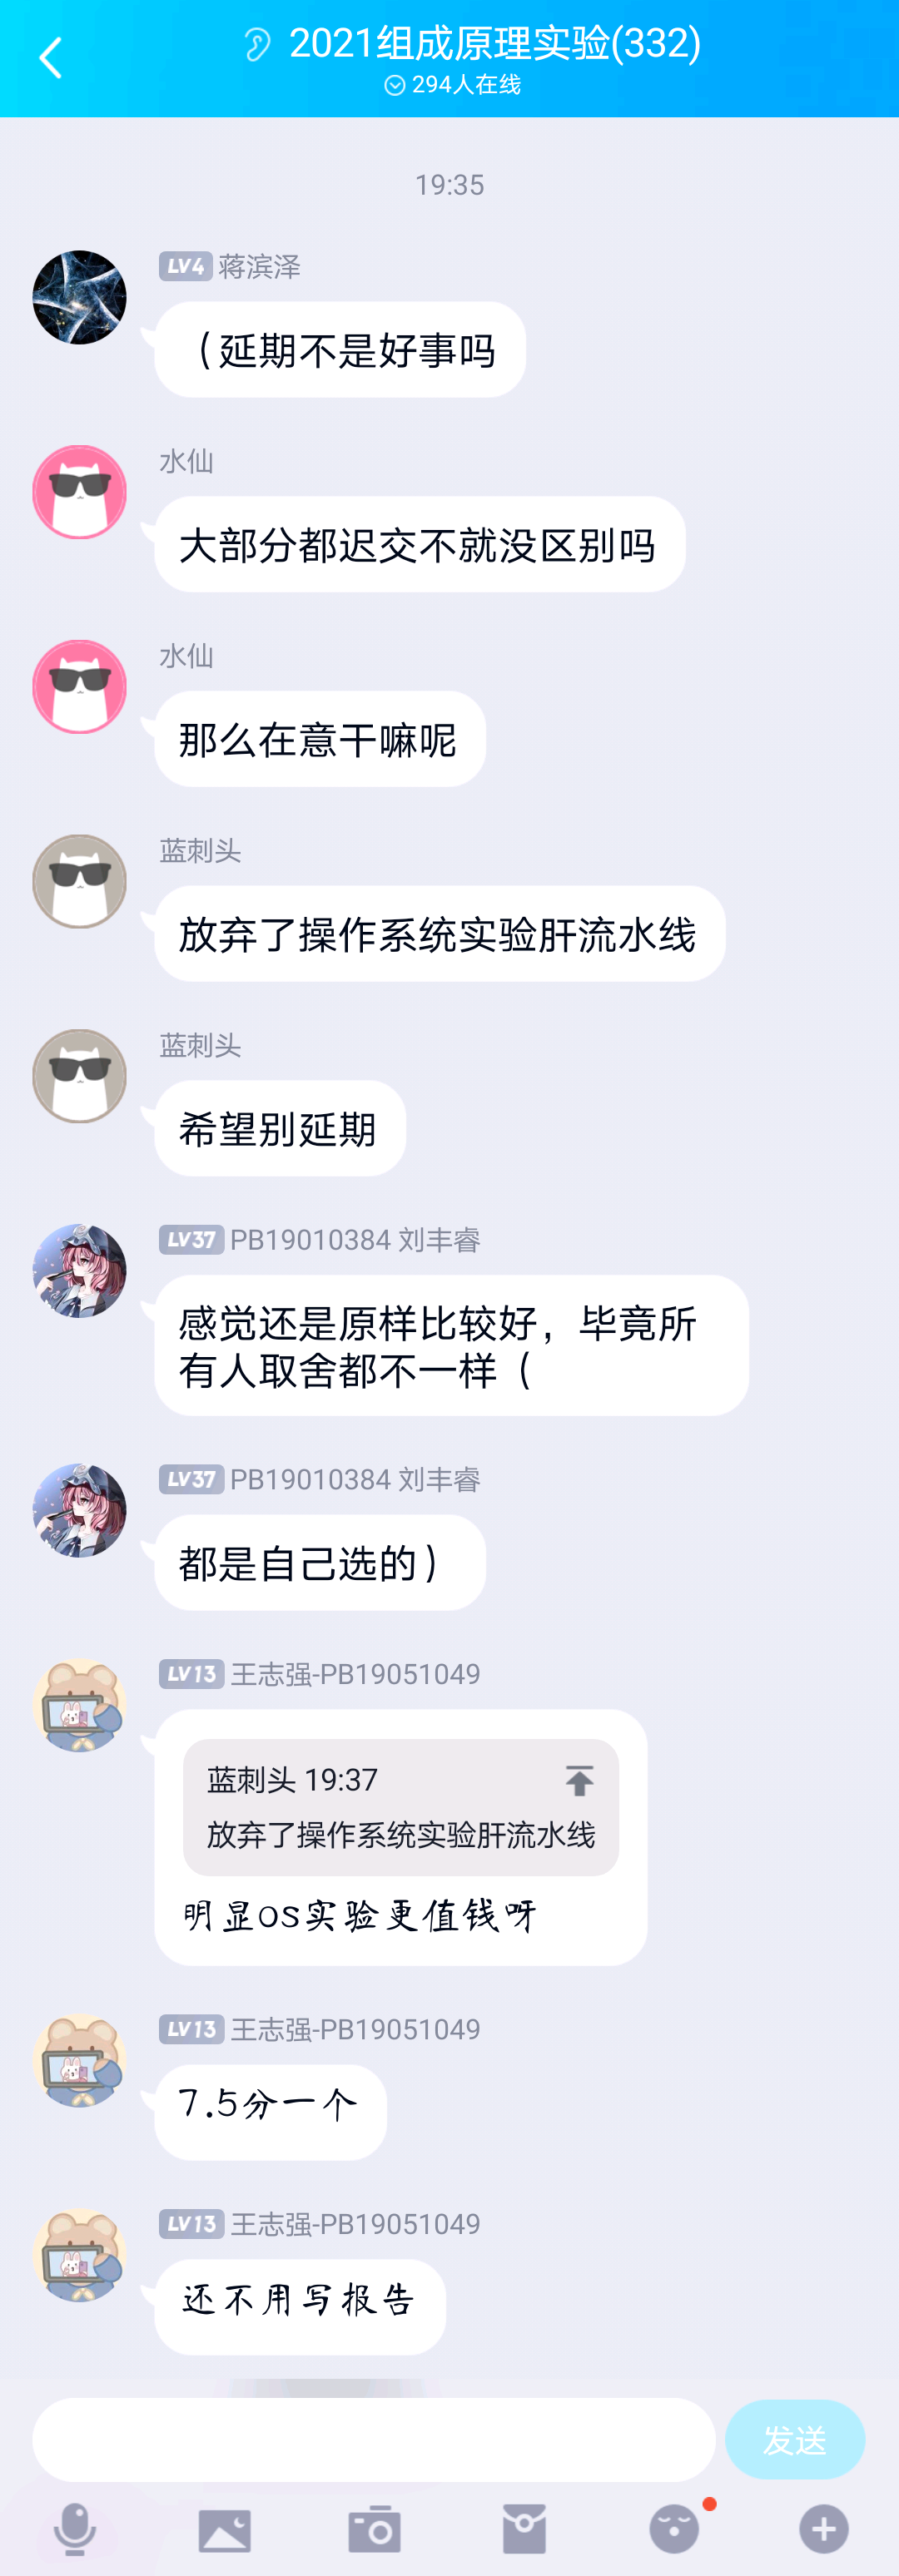 2021组成原理实验(332)
294人在线
19:35
LV4 蒋滨泽
（延期不是好事吗
水仙
大部分都迟交不就没区别吗
水仙
那么在意干嘛呢
蓝刺头
放弃了操作系统实验肝流水线
蓝刺头
希望别延期
LV37 PB19010384 刘丰睿
感觉还是原样比较好，毕竟所
有人取舍都不一样（
LV37 PB19010384 刘丰睿
都是自己选的）
LV13 王志强-PB19051049
蓝刺头 19:37
放弃了操作系统实验肝流水线
明显os实验更值钱呀
LV13 王志强-PB19051049
7.5分一个
LV13 王志强-PB19051049
还不用写报告
发送